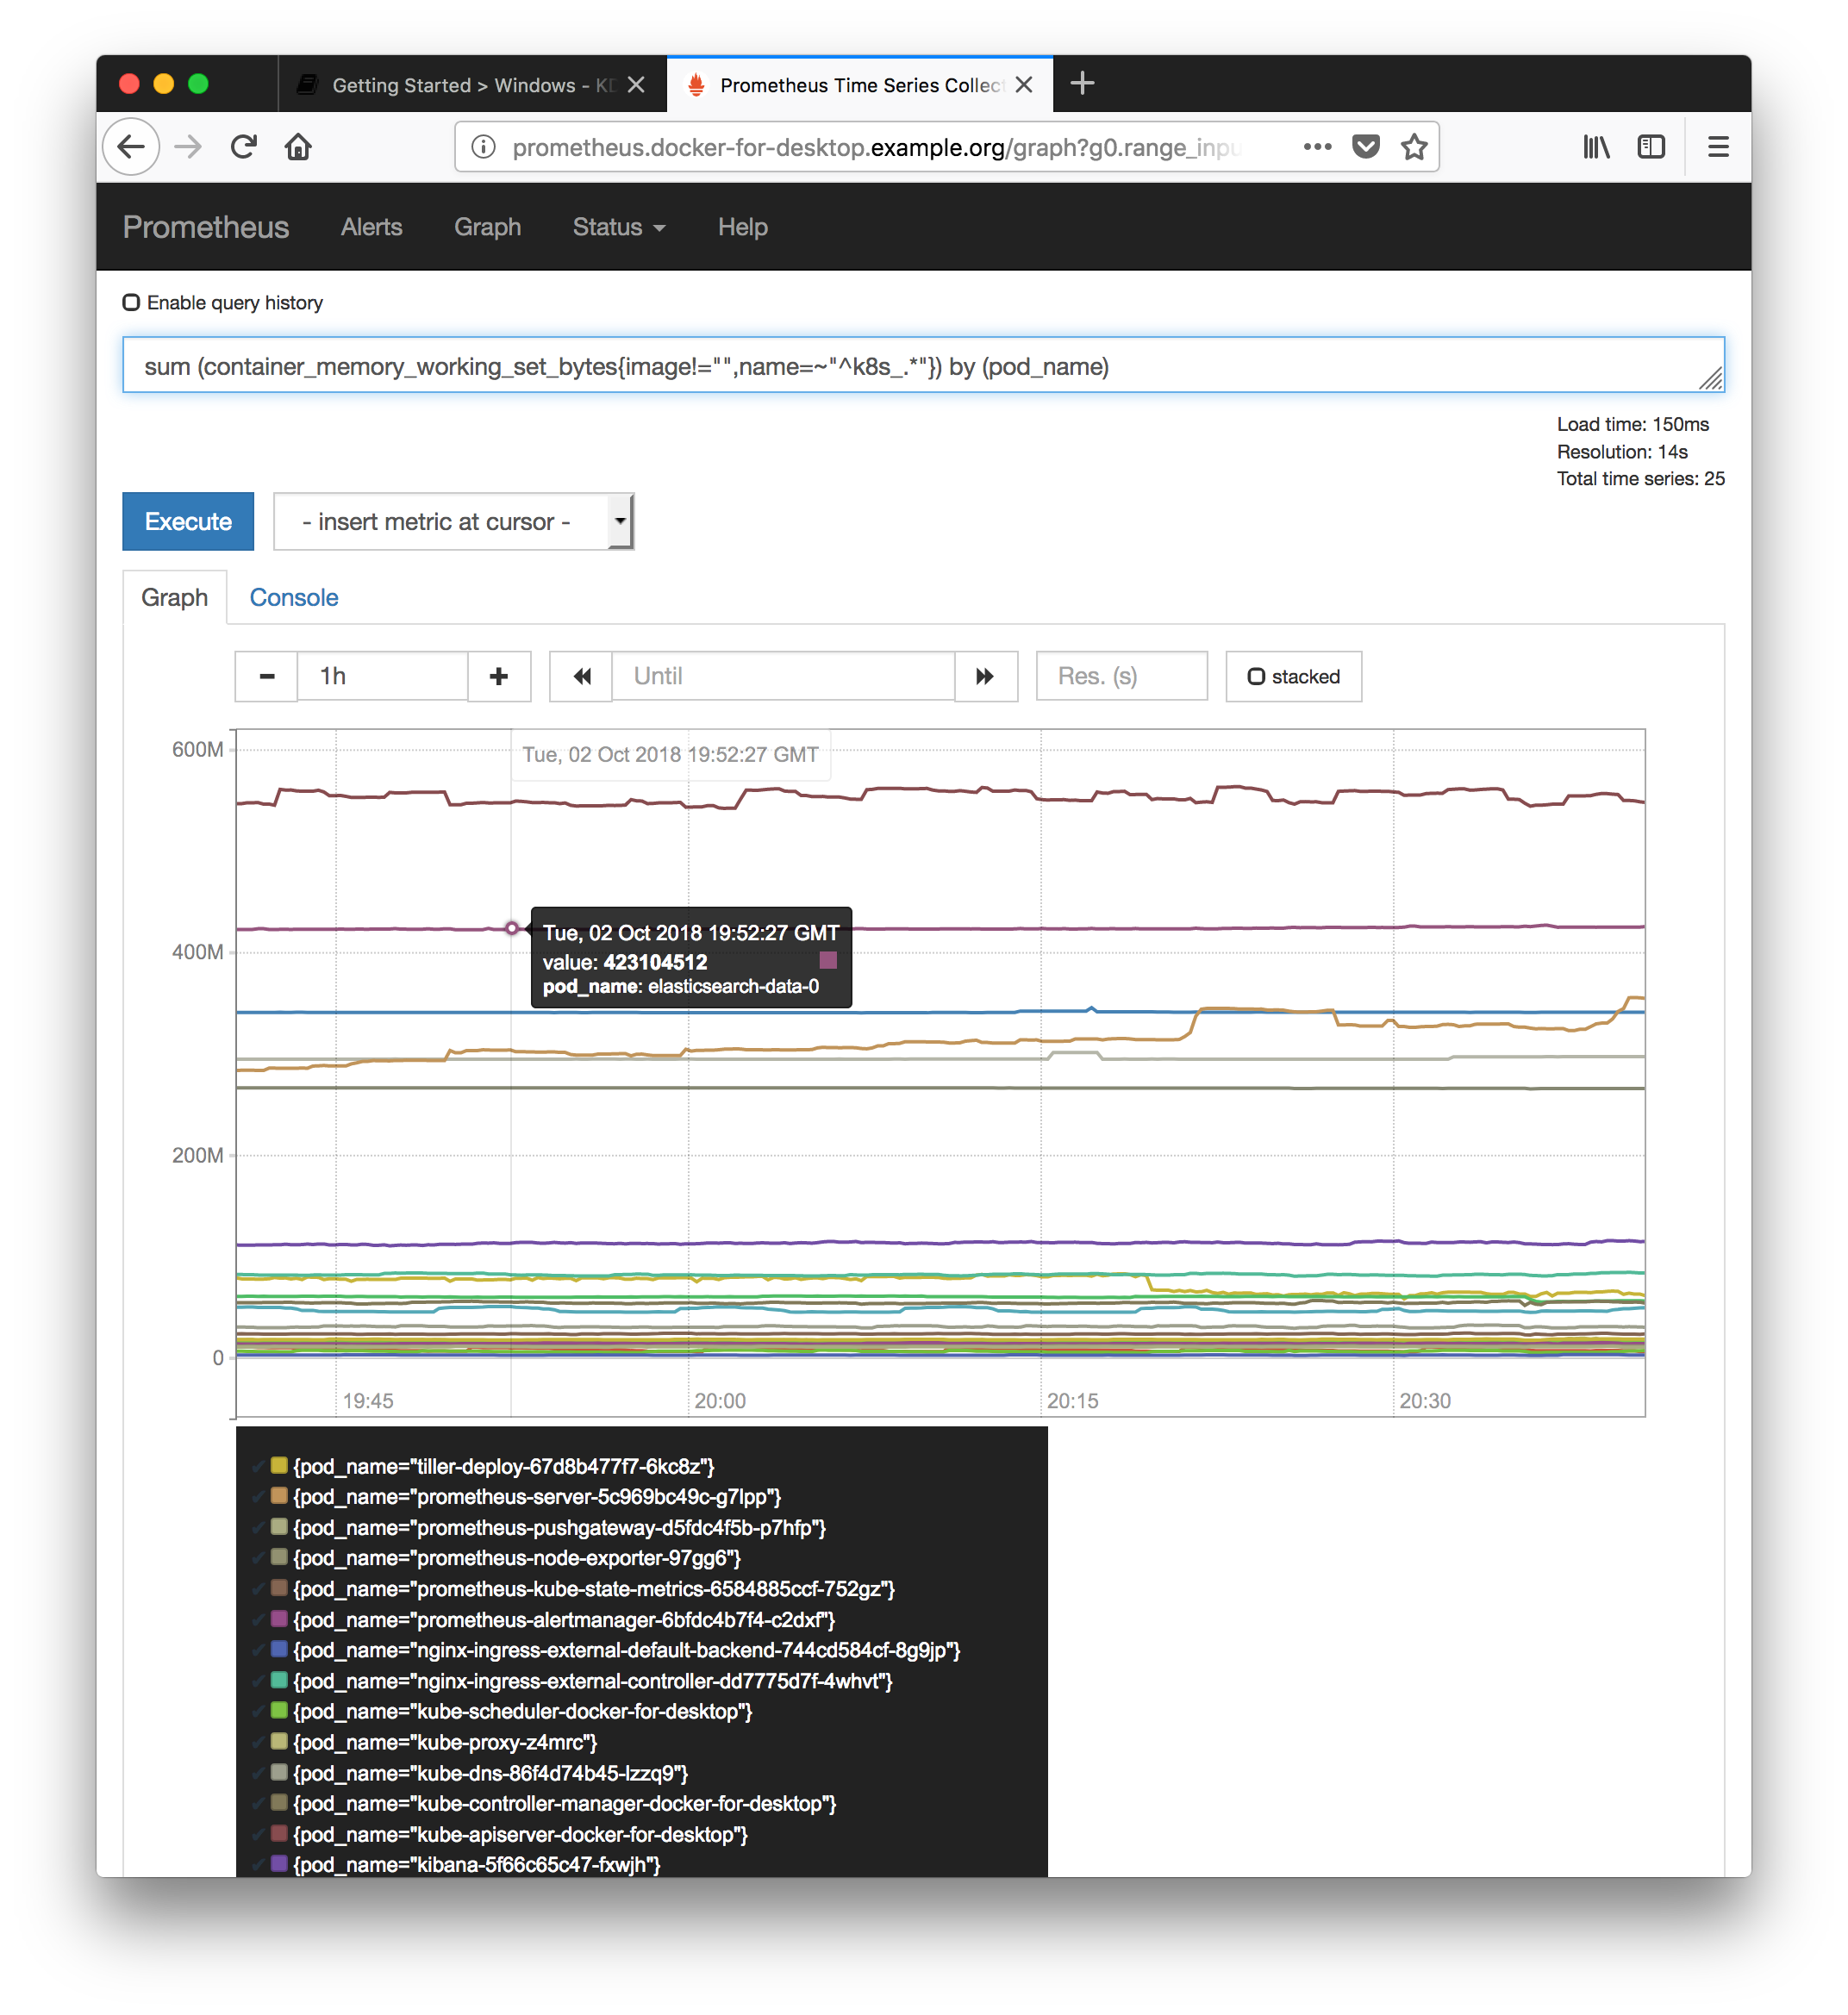 Getting Started > Windows - KD
Prometheus Time Series Collec
prometheus.docker-for-desktop.example.org/graph?g0.range_inpu
Prometheus Alerts Graph Status Help
Enable query history
sum (container_memory_working_set_bytes{image!="",name=~"^k8s_.*"}) by (pod_name)
Load time: 150ms
Resolution: 14s
Total time series: 25
Execute - insert metric at cursor -
Graph Console
1h Until Res. (s) stacked
600M
Tue, 02 Oct 2018 19:52:27 GMT
Tue, 02 Oct 2018 19:52:27 GMT
400M
value: 423104512
pod_name: elasticsearch-data-0
200M
0
19:45 20:00 20:15 20:30
{pod_name="tiller-deploy-67d8b477f7-6kc8z"}
{pod_name="prometheus-server-5c969bc49c-g7lpp"}
{pod_name="prometheus-pushgateway-d5fdc4f5b-p7hfp"}
{pod_name="prometheus-node-exporter-97gg6"}
{pod_name="prometheus-kube-state-metrics-6584885ccf-752gz"}
{pod_name="prometheus-alertmanager-6bfdc4b7f4-c2dxf"}
{pod_name="nginx-ingress-external-default-backend-744cd584cf-8g9jp"}
{pod_name="nginx-ingress-external-controller-dd7775d7f-4whvt"}
{pod_name="kube-scheduler-docker-for-desktop"}
{pod_name="kube-proxy-z4mrc"}
{pod_name="kube-dns-86f4d74b45-lzzq9"}
{pod_name="kube-controller-manager-docker-for-desktop"}
{pod_name="kube-apiserver-docker-for-desktop"}
{pod_name="kibana-5f66c65c47-fxwjh"}